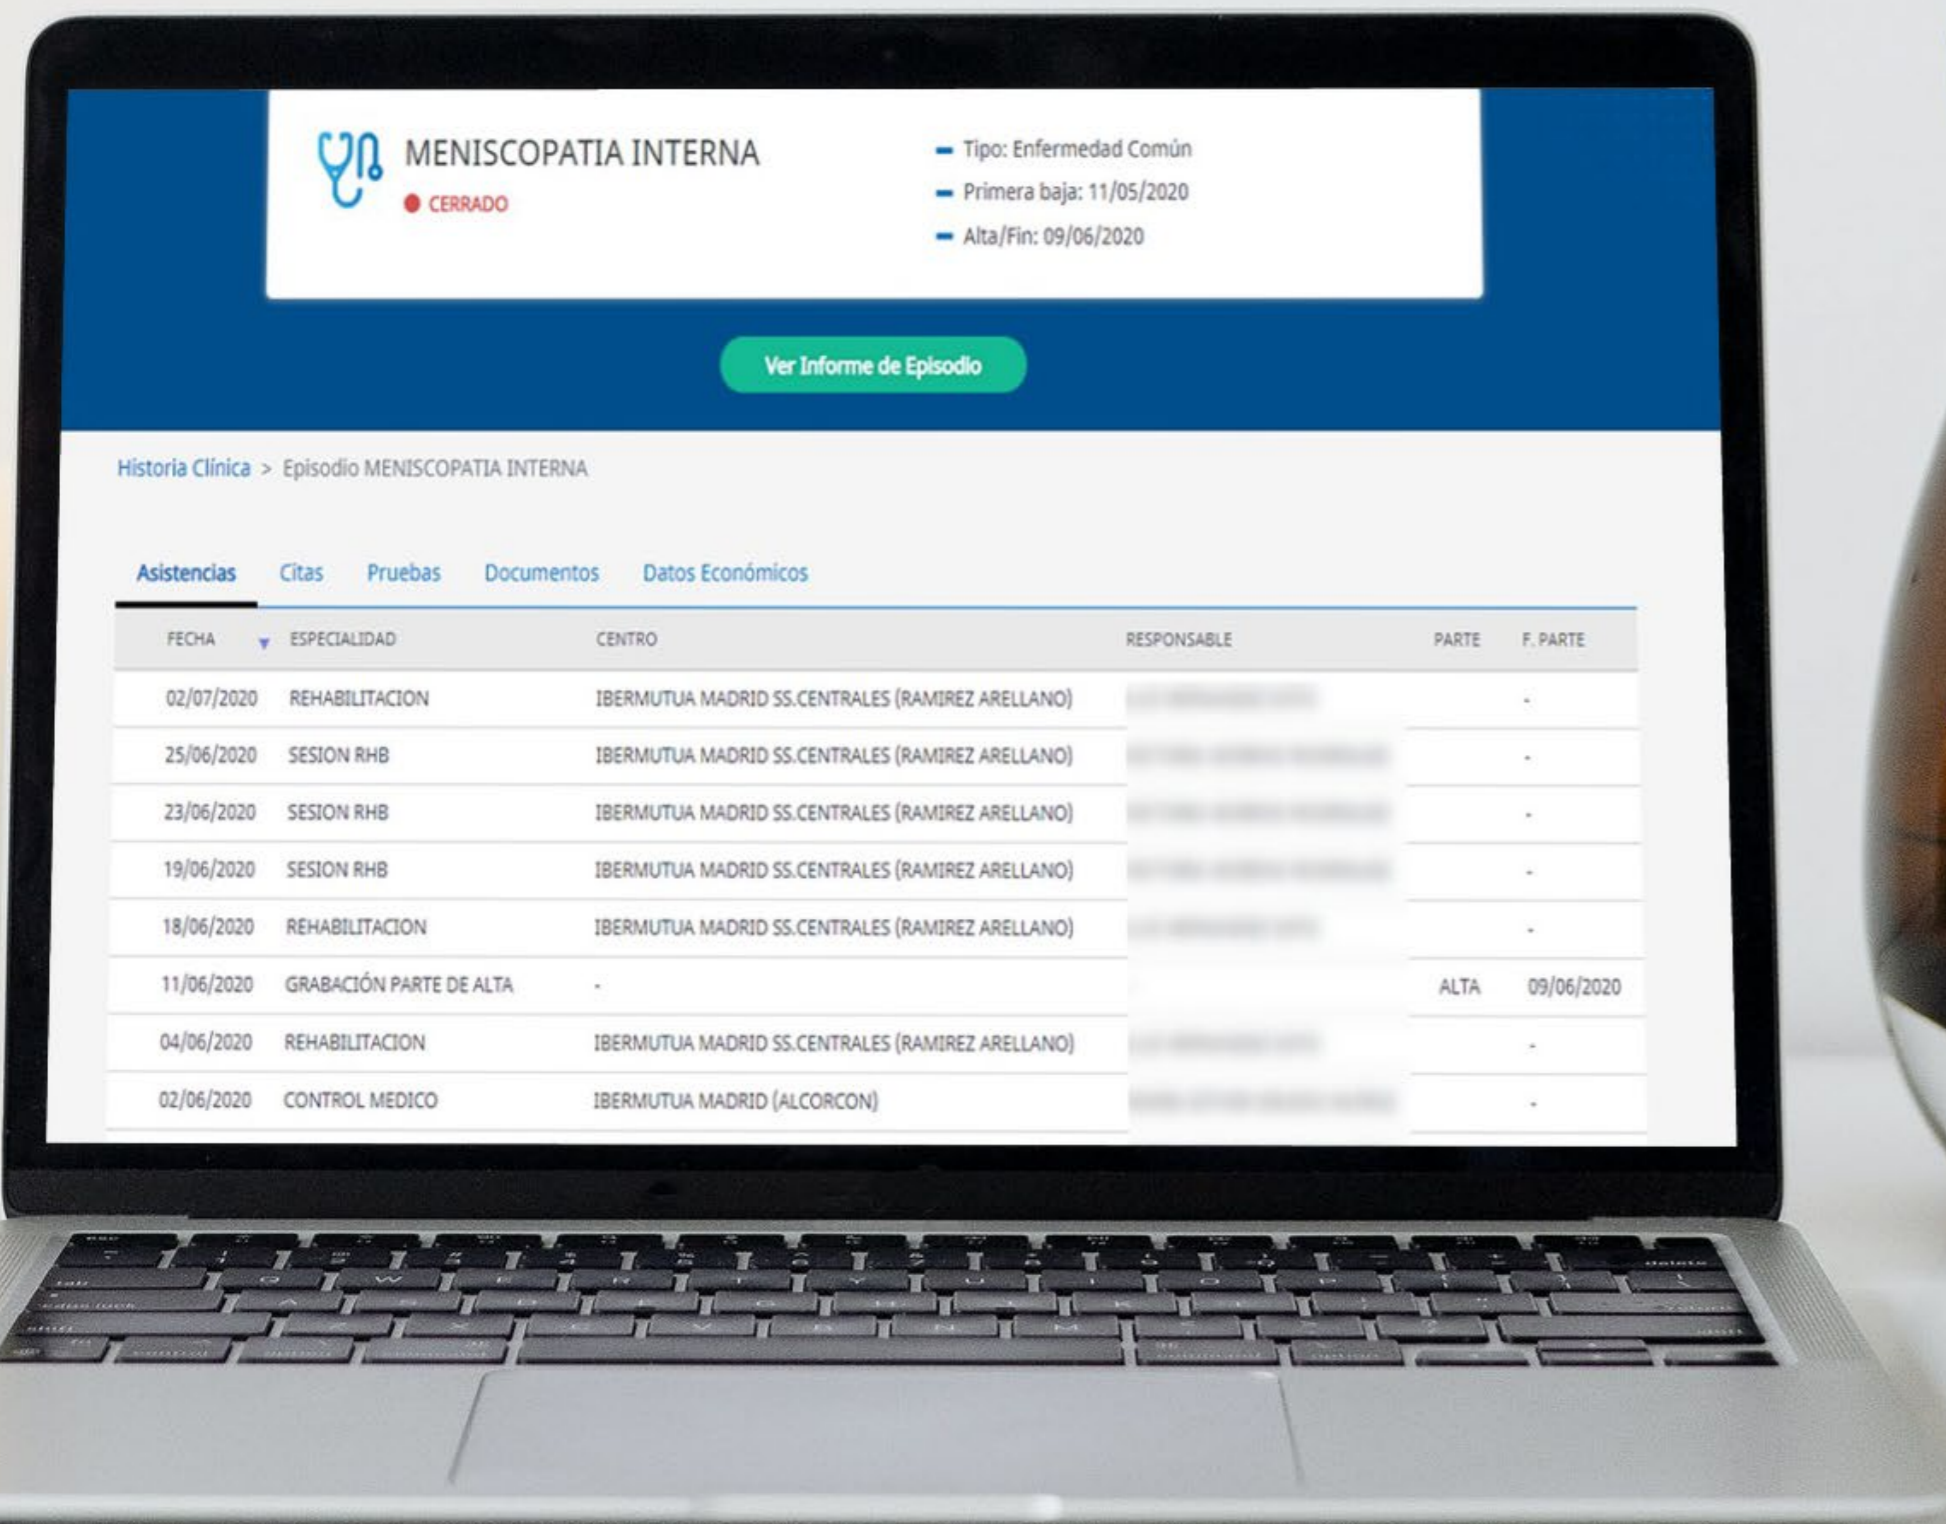 MENISCOPATIA INTERNA
CERRADO
Tipo: Enfermedad Común
Primera baja: 11/05/2020
Alta/Fin: 09/06/2020
Ver Informe de Episodio
Historia Clínica > Episodio MENISCOPATIA INTERNA
Asistencias Citas Pruebas Documentos Datos Económicos
FECHA ▼ ESPECIALIDAD CENTRO RESPONSABLE PARTE F. PARTE
02/07/2020 REHABILITACION IBERMUTUA MADRID SS.CENTRALES (RAMIREZ ARELLANO) -
25/06/2020 SESION RHB IBERMUTUA MADRID SS.CENTRALES (RAMIREZ ARELLANO) -
23/06/2020 SESION RHB IBERMUTUA MADRID SS.CENTRALES (RAMIREZ ARELLANO) -
19/06/2020 SESION RHB IBERMUTUA MADRID SS.CENTRALES (RAMIREZ ARELLANO) -
18/06/2020 REHABILITACION IBERMUTUA MADRID SS.CENTRALES (RAMIREZ ARELLANO) -
11/06/2020 GRABACIÓN PARTE DE ALTA - ALTA 09/06/2020
04/06/2020 REHABILITACION IBERMUTUA MADRID SS.CENTRALES (RAMIREZ ARELLANO) -
02/06/2020 CONTROL MEDICO IBERMUTUA MADRID (ALCORCON) -